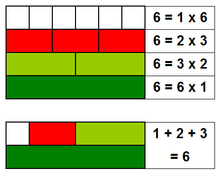 6 = 1 x 6
6 = 2 x 3
6 = 3 x 2
6 = 6 x 1
1 + 2 + 3
= 6